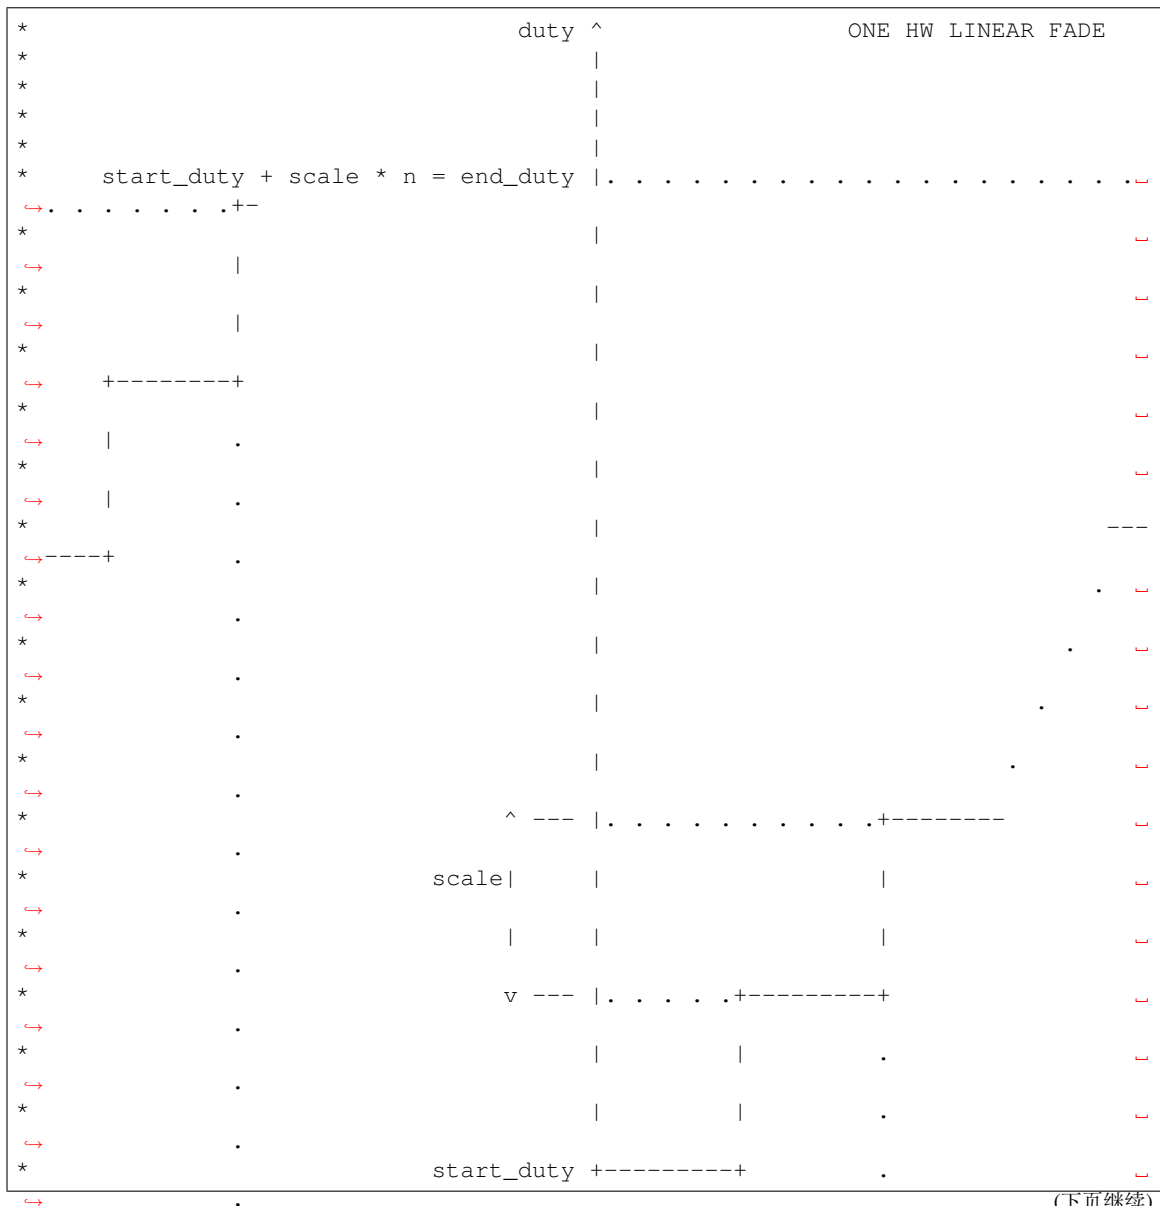 *                                  duty ^                 ONE HW LINEAR FADE
*                                       |
*                                       |
*                                       |
*                                       |
*     start_duty + scale * n = end_duty |. . . . . . . . . . . . . . . . . . .␣
↪. . . . . . .+-
*                                       |                                     ␣
↪             |
*                                       |                                     ␣
↪             |
*                                       |                                     ␣
↪    +--------+
*                                       |                                     ␣
↪    |        .
*                                       |                                     ␣
↪    |        .
*                                       |                                   ---
↪----+        .
*                                       |                                  .  ␣
↪             .
*                                       |                                .    ␣
↪             .
*                                       |                              .      ␣
↪             .
*                                       |                            .        ␣
↪             .
*                                 ^ --- |. . . . . . . . . .+--------         ␣
↪             .
*                            scale|     |                   |                 ␣
↪             .
*                                 |     |                   |                 ␣
↪             .
*                                 v --- |. . . . .+---------+                 ␣
↪             .
*                                       |         |         .                 ␣
↪             .
*                                       |         |         .                 ␣
↪             .
*                            start_duty +---------+         .                 ␣
↪             .
(下页继续)